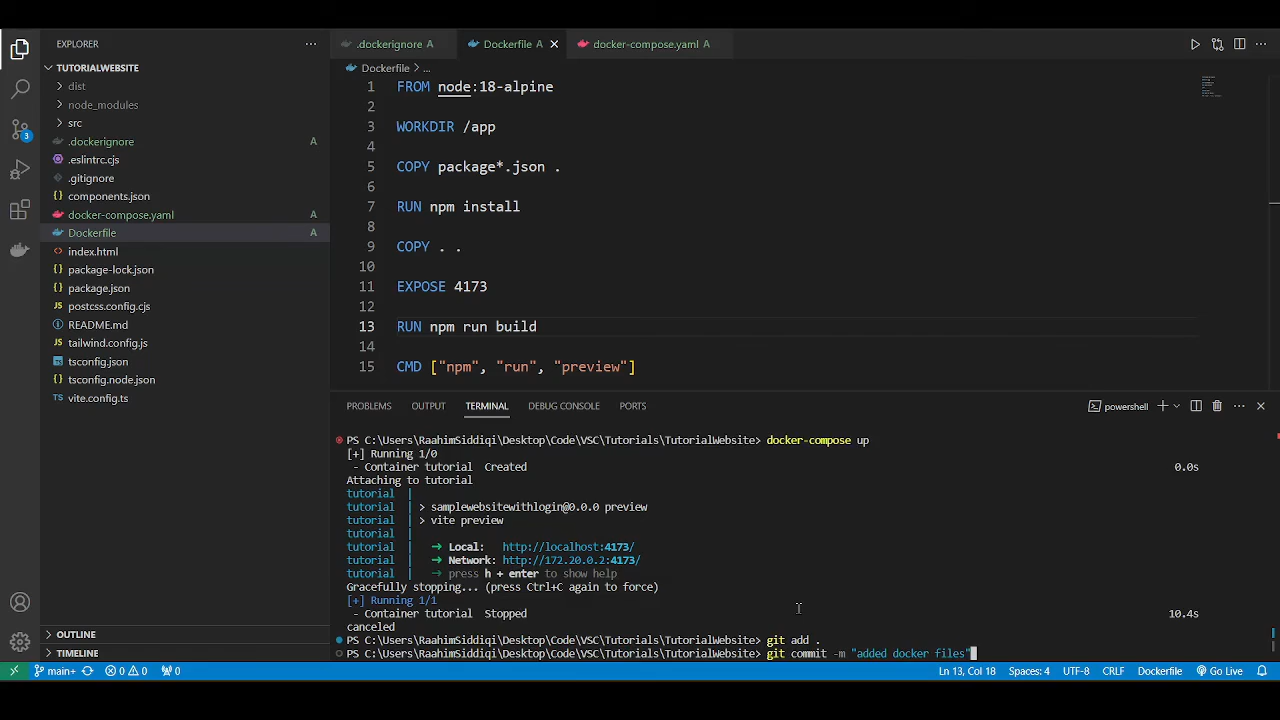 EXPLORER
TUTORIALWEBSITE
dist
node_modules
src
.dockerignore A
.eslintrc.cjs
.gitignore
components.json
docker-compose.yaml A
Dockerfile A
index.html
package-lock.json
package.json
postcss.config.cjs
README.md
tailwind.config.js
tsconfig.json
tsconfig.node.json
vite.config.ts
OUTLINE
TIMELINE
3
.dockerignore A
Dockerfile A
docker-compose.yaml A
Dockerfile > ...
1 FROM node:18-alpine
2
3 WORKDIR /app
4
5 COPY package*.json .
6
7 RUN npm install
8
9 COPY . .
10
11 EXPOSE 4173
12
13 RUN npm run build
14
15 CMD ["npm", "run", "preview"]
PROBLEMS OUTPUT TERMINAL DEBUG CONSOLE PORTS
powershell
PS C:\Users\RaahimSiddiqi\Desktop\Code\VSC\Tutorials\TutorialWebsite> docker-compose up
[+] Running 1/0
- Container tutorial Created 0.0s
Attaching to tutorial
tutorial |
tutorial | > samplewebsitewithlogin@0.0.0 preview
tutorial | > vite preview
tutorial |
tutorial | ➜ Local: http://localhost:4173/
tutorial | ➜ Network: http://172.20.0.2:4173/
tutorial | ➜ press h + enter to show help
Gracefully stopping... (press Ctrl+C again to force)
[+] Running 1/1
- Container tutorial Stopped 10.4s
canceled
PS C:\Users\RaahimSiddiqi\Desktop\Code\VSC\Tutorials\TutorialWebsite> git add .
PS C:\Users\RaahimSiddiqi\Desktop\Code\VSC\Tutorials\TutorialWebsite> git commit -m "added docker files"
main+ 0 0 0 Ln 13, Col 18 Spaces: 4 UTF-8 CRLF Dockerfile Go Live